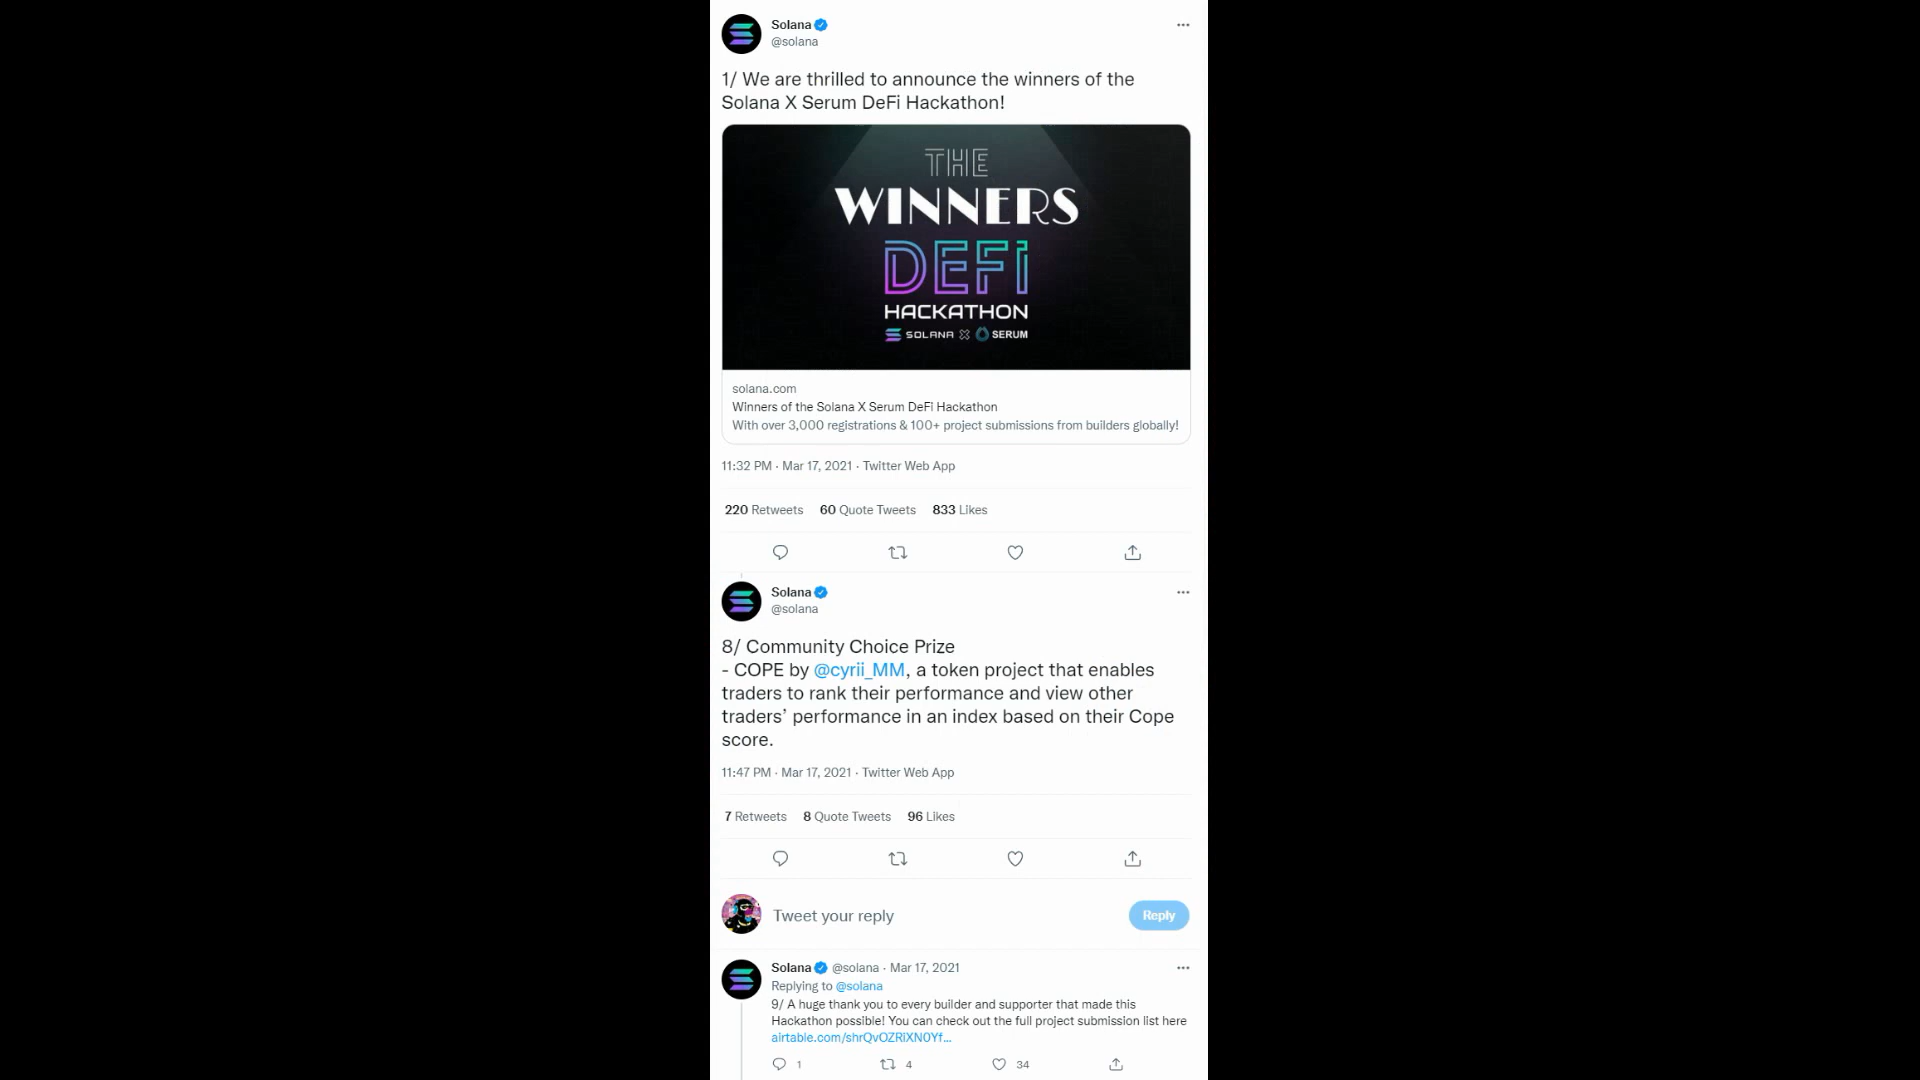 Solana
@solana
1/ We are thrilled to announce the winners of the
Solana X Serum DeFi Hackathon!
THE
WINNERS
DEFI
HACKATHON
SOLANA X SERUM
solana.com
Winners of the Solana X Serum DeFi Hackathon
With over 3,000 registrations & 100+ project submissions from builders globally!
11:32 PM · Mar 17, 2021 · Twitter Web App
220 Retweets 60 Quote Tweets 833 Likes
Solana
@solana
8/ Community Choice Prize
- COPE by @cyrii_MM, a token project that enables
traders to rank their performance and view other
traders’ performance in an index based on their Cope
score.
11:47 PM · Mar 17, 2021 · Twitter Web App
7 Retweets 8 Quote Tweets 96 Likes
Tweet your reply
Reply
Solana @solana · Mar 17, 2021
Replying to @solana
9/ A huge thank you to every builder and supporter that made this
Hackathon possible! You can check out the full project submission list here
airtable.com/shrQvOZRiXN0Yf...
1 4 34